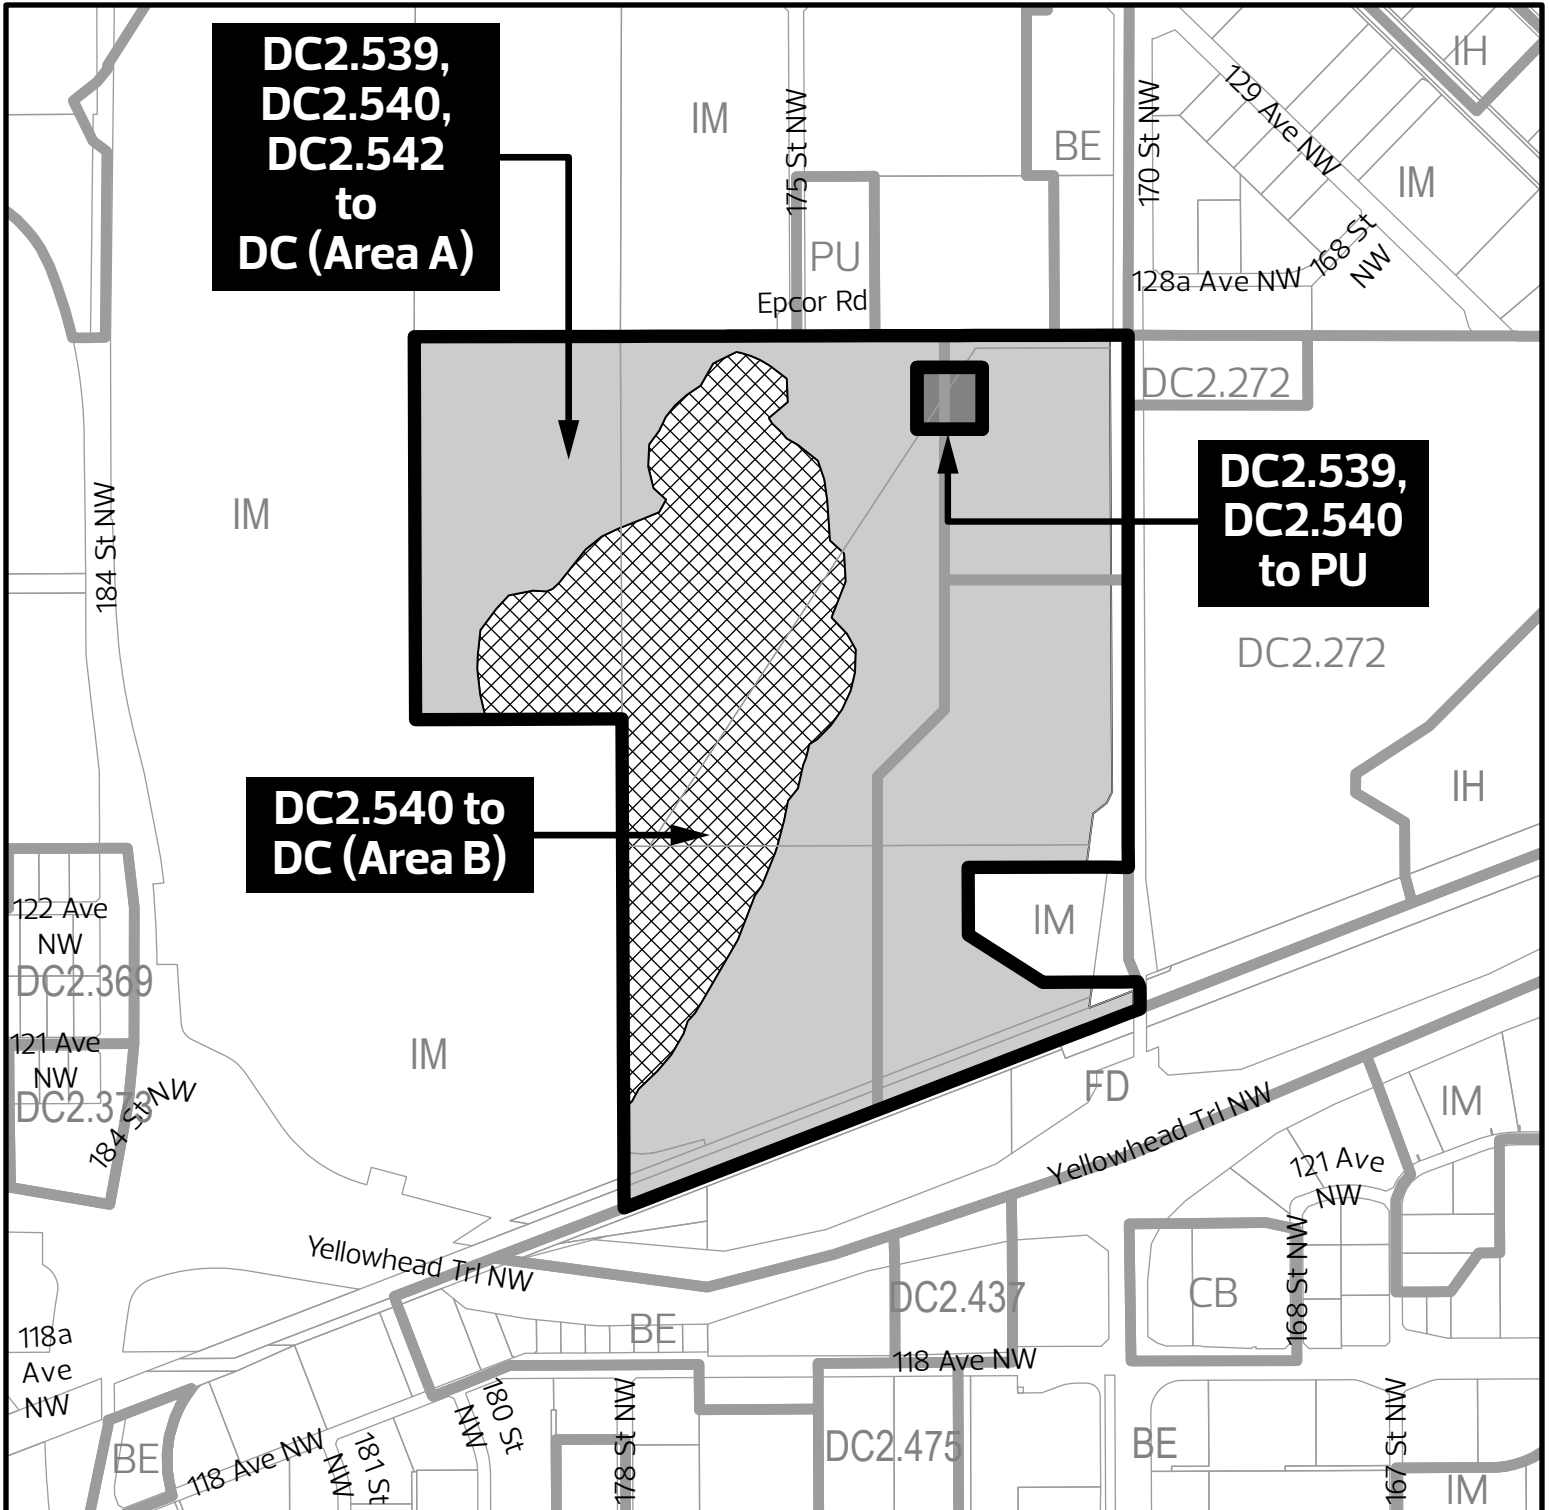 DC2.539,
DC2.540,
DC2.542
to
DC (Area A)
IM
175 St NW
BE
170 St NW
129 Ave NW
IH
IM
PU
Epcor Rd
128a Ave NW
168 St
NW
DC2.272
DC2.539,
DC2.540
to PU
184 St NW
IM
DC2.272
IH
DC2.540 to
DC (Area B)
122 Ave
NW
DC2.369
IM
121 Ave
NW
DC2.373
184 St NW
IM
FD
Yellowhead Trl NW
IM
121 Ave
NW
Yellowhead Trl NW
DC2.437
CB
168 St NW
BE
118a
Ave
NW
118 Ave NW
180 St
NW
178 St NW
DC2.475
BE
167 St NW
BE
118 Ave NW
181 St
NW
IM